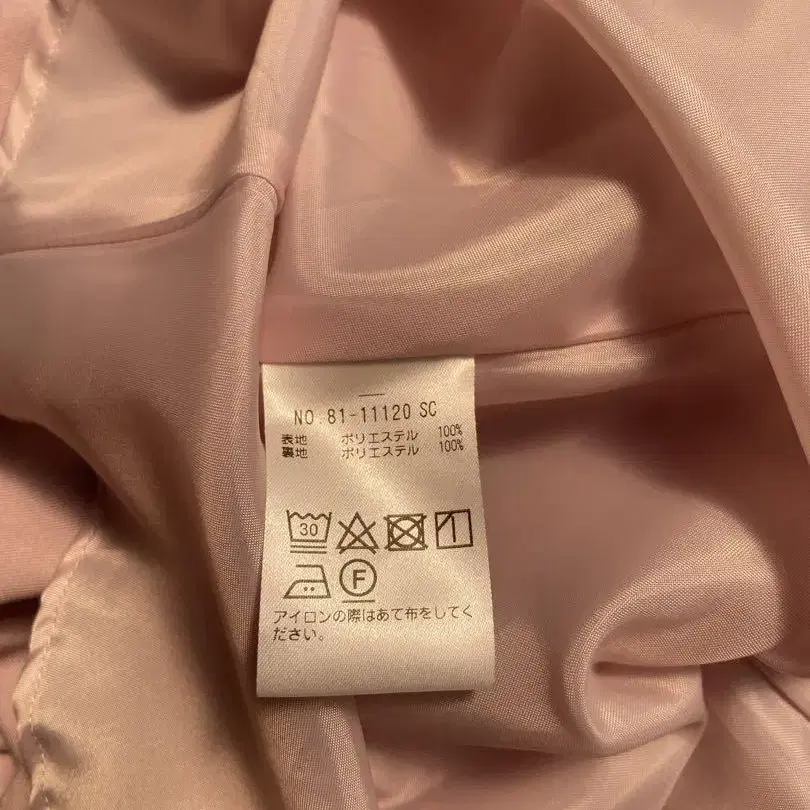 NO.81-11120 SC
表地 ポリエステル 100%
裏地 ポリエステル 100%
30
F
アイロンの際はあて布をしてく
ださい。